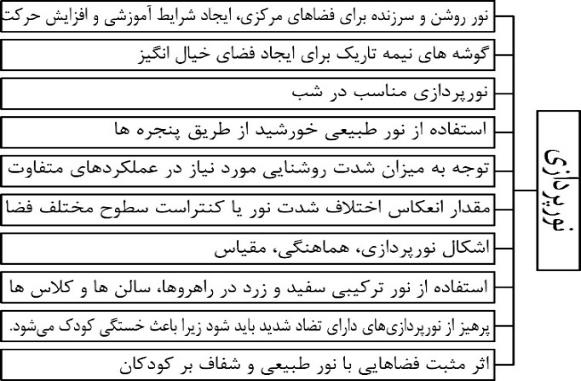 نورپردازی
نور روشن و سرزنده برای فضاهای مرکزی، ایجاد شرایط آموزشی و افزایش حرکت
گوشه های نیمه تاریک برای ایجاد فضای خیال انگیز
نورپردازی مناسب در شب
استفاده از نور طبیعی خورشید از طریق پنجره ها
توجه به میزان شدت روشنایی مورد نیاز در عملکردهای متفاوت
مقدار انعکاس اختلاف شدت نور یا کنتراست سطوح مختلف فضا
اشکال نورپردازی، هماهنگی، مقیاس
استفاده از نور ترکیبی سفید و زرد در راهروها، سالن ها و کلاس ها
پرهیز از نورپردازی‌های دارای تضاد شدید باید شود زیرا باعث خستگی کودک می‌شود.
اثر مثبت فضاهایی با نور طبیعی و شفاف بر کودکان